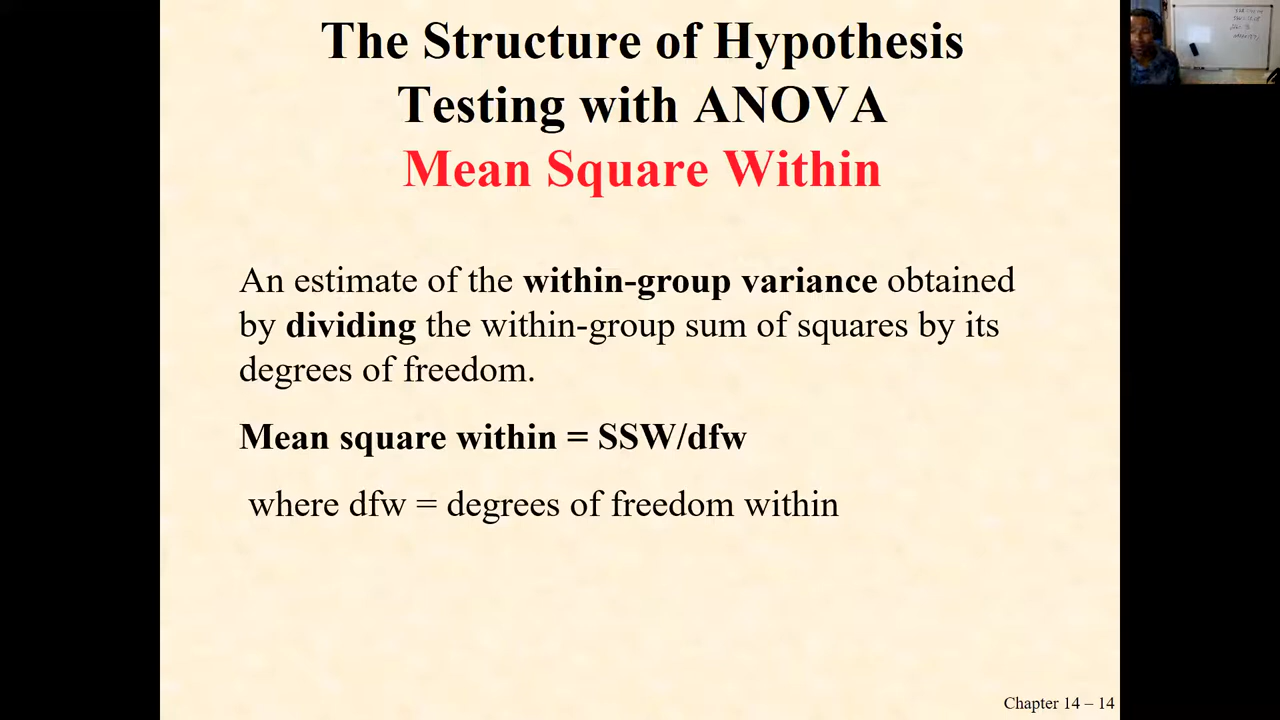 The Structure of Hypothesis
Testing with ANOVA
Mean Square Within
An estimate of the within-group variance obtained
by dividing the within-group sum of squares by its
degrees of freedom.
Mean square within = SSW/dfw
where dfw = degrees of freedom within
Chapter 14 – 14